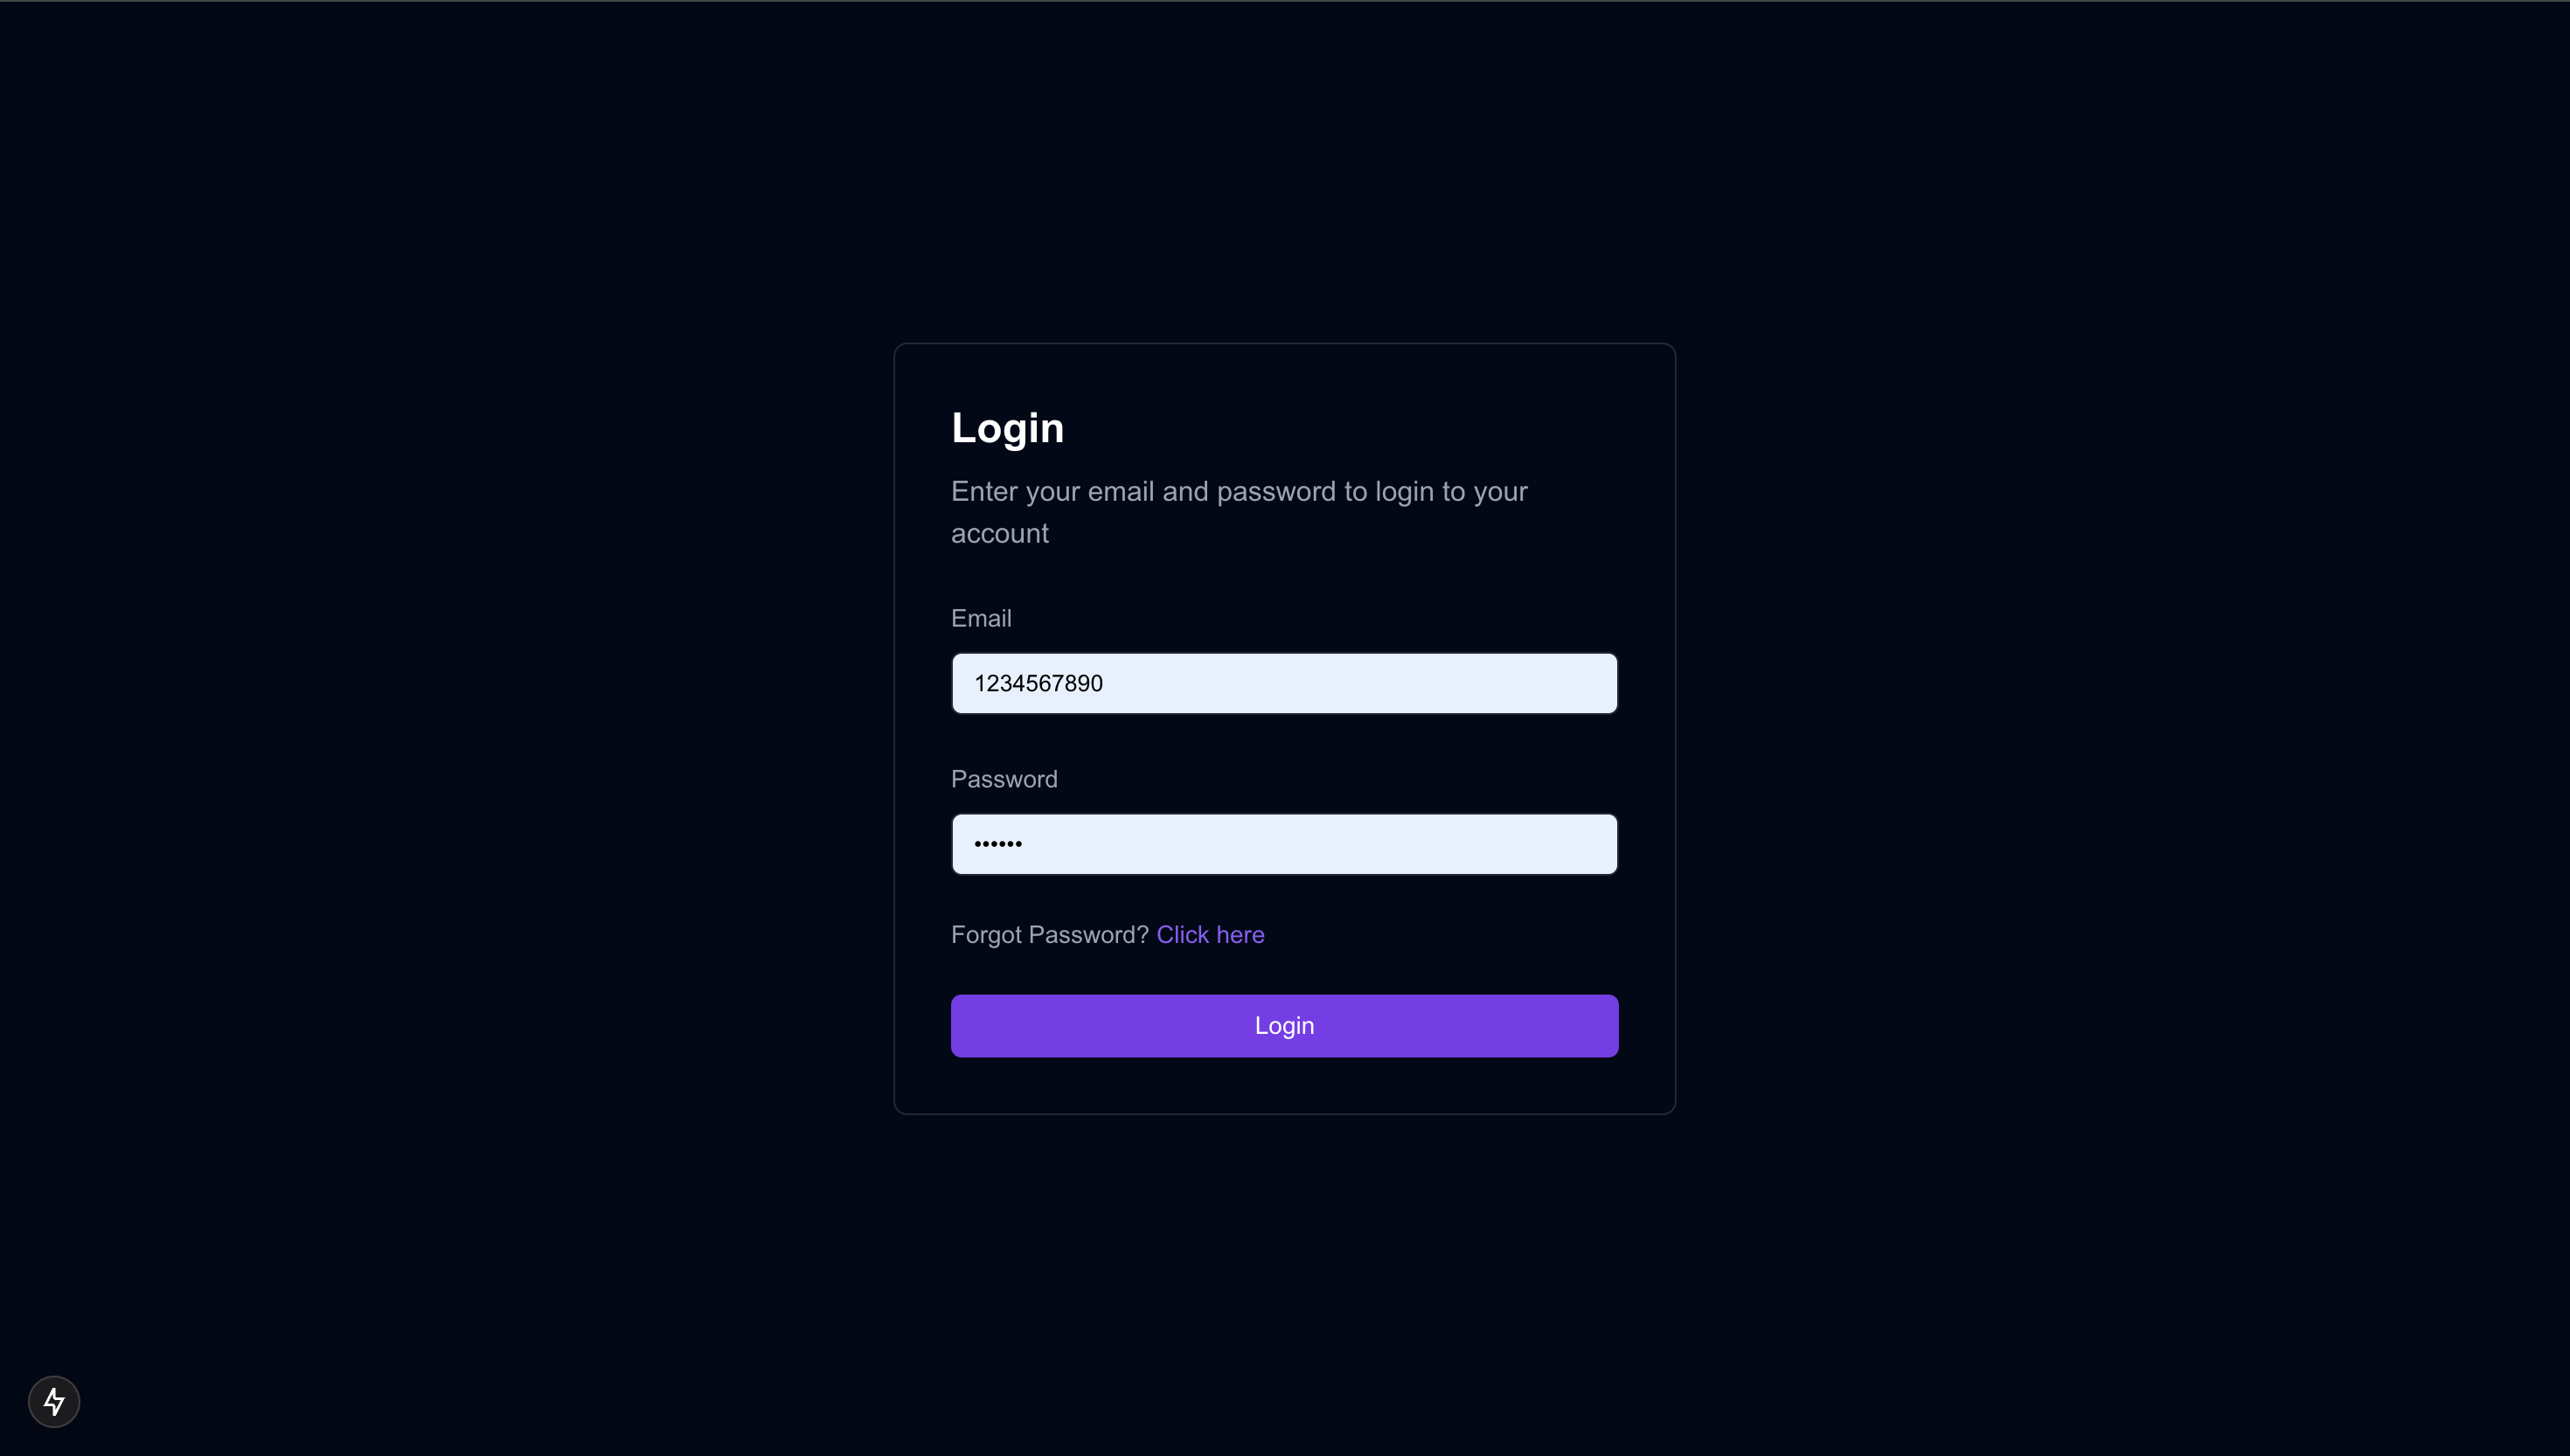 Login
Enter your email and password to login to your
account
Email
1234567890
Password
••••••
Forgot Password? Click here
Login